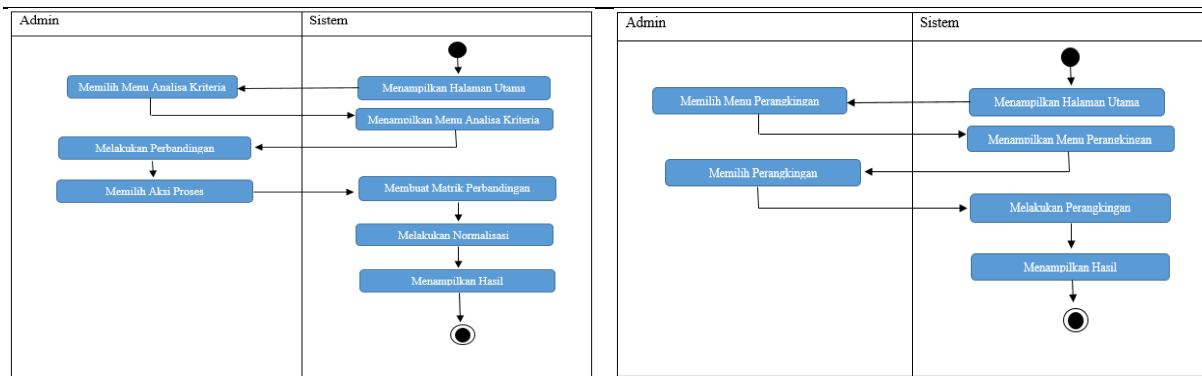 Admin
Sistem
Menampilkan Halaman Utama
Memilih Menu Analisa Kriteria
Menampilkan Menu Analisa Kriteria
Melakukan Perbandingan
Memilih Aksi Proses
Membuat Matrik Perbandingan
Melakukan Normalisasi
Menampilkan Hasil
Admin
Sistem
Menampilkan Halaman Utama
Memilih Menu Perangkingan
Menampilkan Menu Perangkingan
Memilih Perangkingan
Melakukan Perangkingan
Menampilkan Hasil